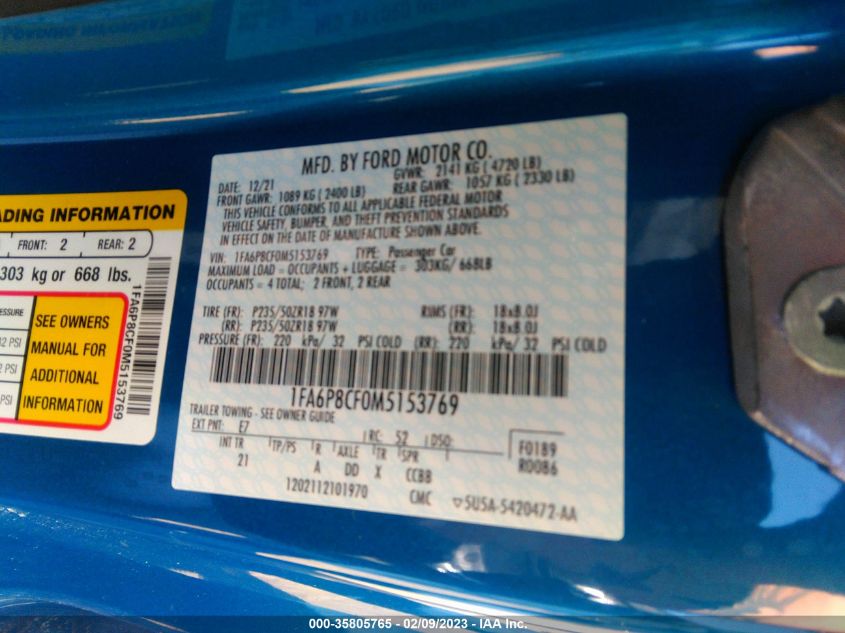 ADING INFORMATION
FRONT: 2 REAR: 2
303 kg or 668 lbs.
PRESSURE
SEE OWNERS
MANUAL FOR
ADDITIONAL
INFORMATION
PSI
PSI
PSI
1FA6P8CF0M5153769
MFD. BY FORD MOTOR CO.
DATE: 12/21 GVWR: 2141 KG ( 4720 LB)
FRONT GAWR: 1089 KG ( 2400 LB) REAR GAWR: 1057 KG ( 2330 LB)
THIS VEHICLE CONFORMS TO ALL APPLICABLE FEDERAL MOTOR
VEHICLE SAFETY, BUMPER, AND THEFT PREVENTION STANDARDS
IN EFFECT ON THE DATE OF MANUFACTURE SHOWN ABOVE.
VIN: 1FA6P8CF0M5153769 TYPE: Passenger Car
MAXIMUM LOAD = OCCUPANTS + LUGGAGE = 303KG/ 668LB
OCCUPANTS = 4 TOTAL; 2 FRONT, 2 REAR
TIRE (FR): P235/50ZR18 97W RIMS (FR): 18x8.0J
(RR): P235/50ZR18 97W (RR): 18x8.0J
PRESSURE (FR): 220 kPa/ 32 PSI COLD (RR): 220 kPa/ 32 PSI COLD
1FA6P8CF0M5153769
TRAILER TOWING - SEE OWNER GUIDE
EXT PNT: E7 RC: 52 DSO: F0189
INT TR TP/PS R AXLE TR SPR R0086
21 A DD X CCBB
1202112101970 CMC 5U5A-5420472-AA
000-35805765 - 02/09/2023 - IAA Inc.